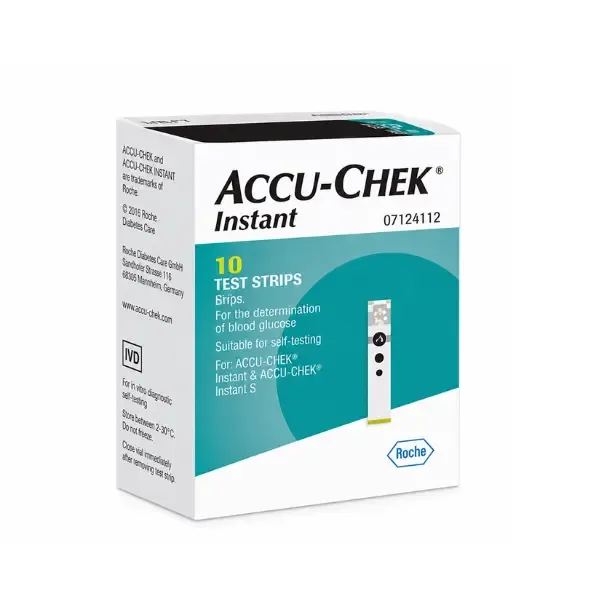 ACCU-CHEK®
Instant
07124112
10
TEST STRIPS
Brips.
For the determination
of blood glucose
Suitable for self-testing
For: ACCU-CHEK®
Instant & ACCU-CHEK®
Instant S
Roche
ACCU-CHEK and
ACCU-CHEK INSTANT
are trademarks of
Roche.
© 2016 Roche
Diabetes Care
Roche Diabetes Care GmbH
Sandhofer Strasse 116
68305 Mannheim, Germany
www.accu-chek.com
IVD
For in vitro diagnostic
self-testing
Store between 2-30°C.
Do not freeze.
Close vial immediately
after removing test strip.